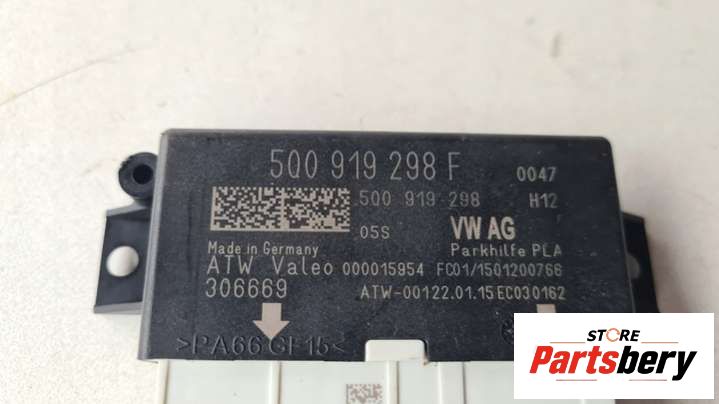 5Q0 919 298 F
0047
5Q0 919 298
H12
05S
VW AG
Made in Germany
Parkhilfe PLA
ATW Valeo 000015954 FC01/1501200766
306669
ATW-00122.01.15EC030162
>PA66 GF15<
STORE
Partsbery